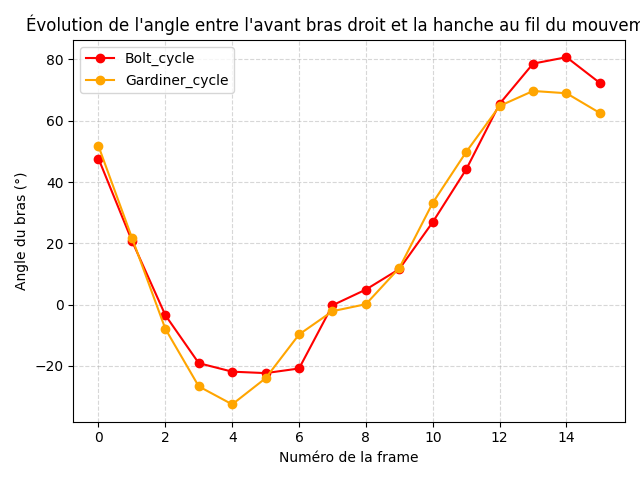 Évolution de l'angle entre l'avant bras droit et la hanche au fil du mouvem
Bolt_cycle
Gardiner_cycle
Angle du bras (°)
80
60
40
20
0
−20
0 2 4 6 8 10 12 14
Numéro de la frame